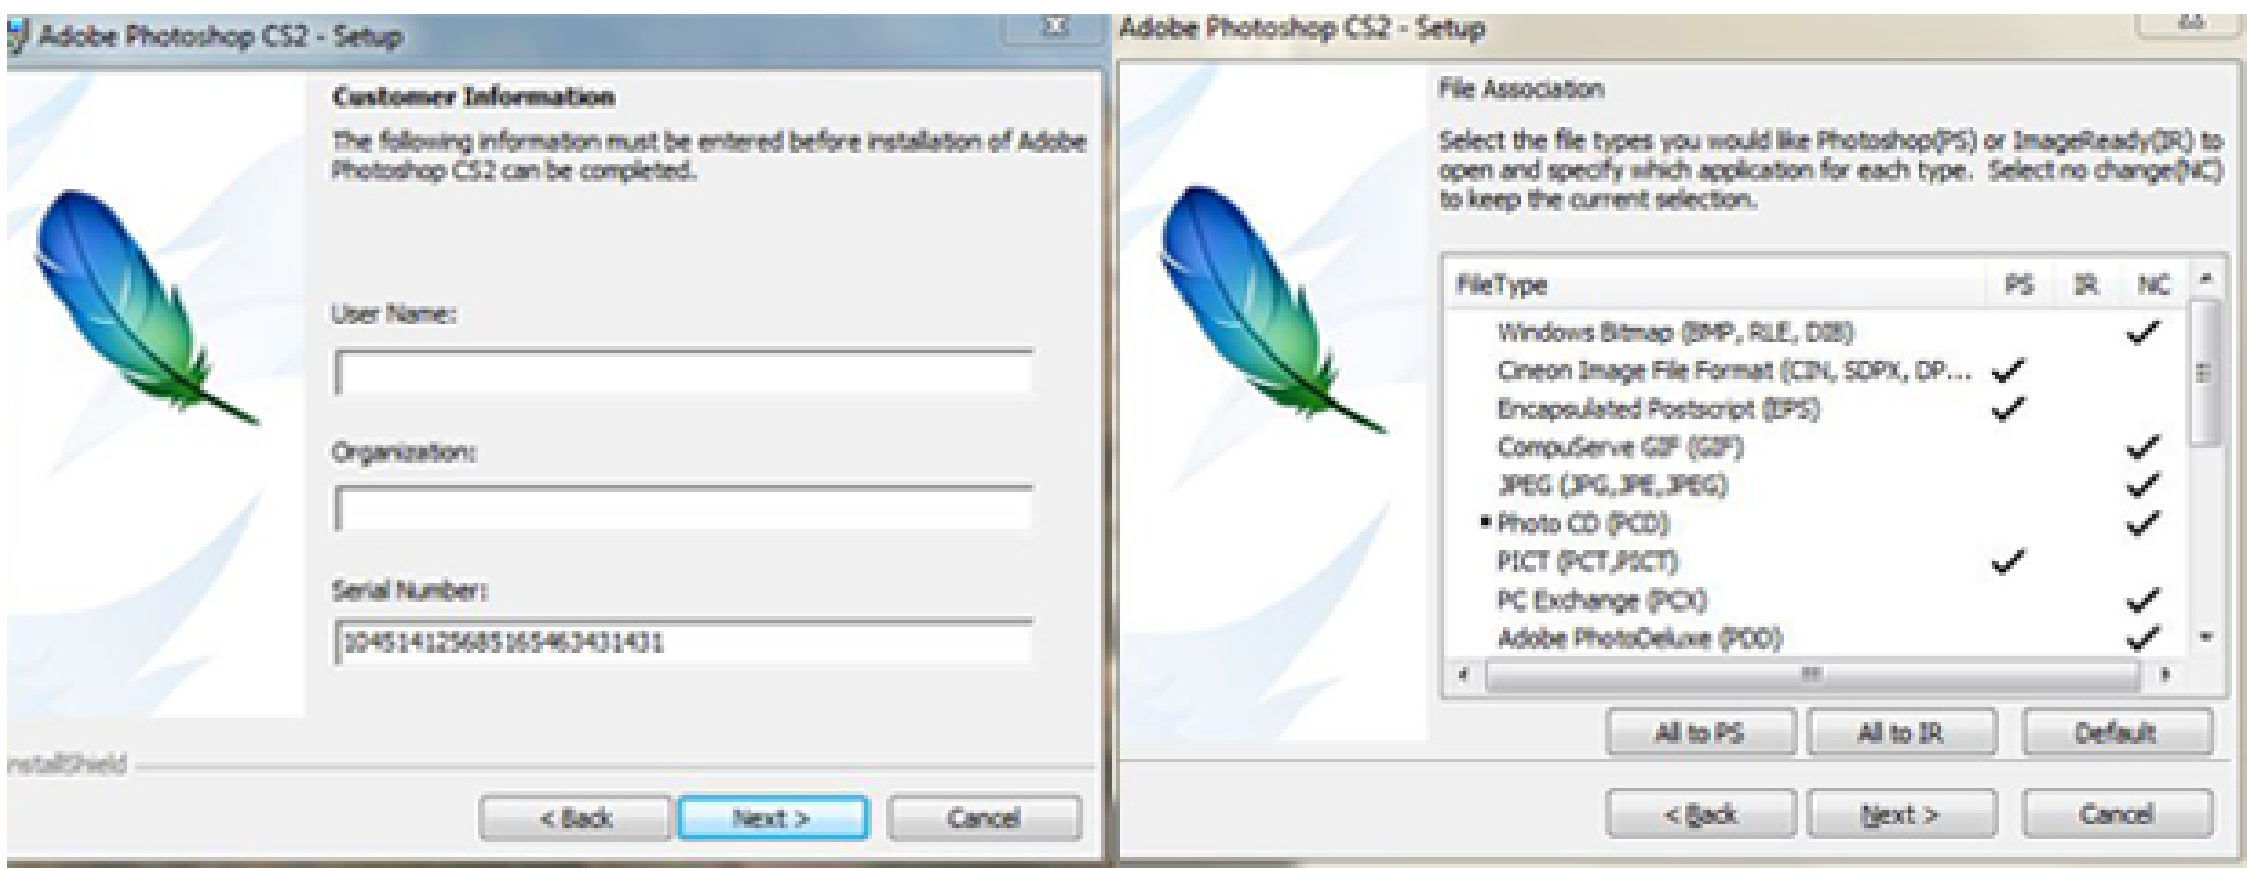 Adobe Photoshop CS2 - Setup
Customer Information
The following information must be entered before installation of Adobe
Photoshop CS2 can be completed.
User Name:
Organization:
Serial Number:
104514125685165463431431
nstallShield
< Back
Next >
Cancel
Adobe Photoshop CS2 - Setup
File Association
Select the file types you would like Photoshop(PS) or ImageReady(IR) to
open and specify which application for each type. Select no change(NC)
to keep the current selection.
FileType PS IR NC
Windows Bitmap (BMP, RLE, DIB)
Cineon Image File Format (CIN, SDPX, DP...
Encapsulated Postscript (EPS)
CompuServe GIF (GIF)
JPEG (JPG,JPE,JPEG)
Photo CD (PCD)
PICT (PCT,PICT)
PC Exchange (PCX)
Adobe PhotoDeluxe (PDD)
All to PS
All to IR
Default
< Back
Next >
Cancel